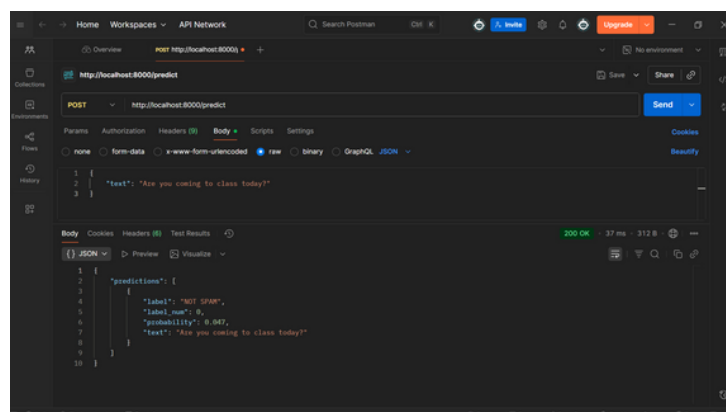 Home Workspaces API Network Search Postman Ctrl K Invite Upgrade
Overview POST http://localhost:8000/ No environment
http://localhost:8000/predict Save Share
POST http://localhost:8000/predict Send
Params Authorization Headers (9) Body Scripts Settings Cookies
none form-data x-www-form-urlencoded raw binary GraphQL JSON Beautify
1 {
2 "text": "Are you coming to class today?"
3 }
Body Cookies Headers (6) Test Results 200 OK 37 ms 312 B
{} JSON Preview Visualize
1 {
2 "predictions": [
3 {
4 "label": "NOT SPAM",
5 "label_num": 0,
6 "probability": 0.047,
7 "text": "Are you coming to class today?"
8 }
9 ]
10 }
Collections
Environments
Flows
History